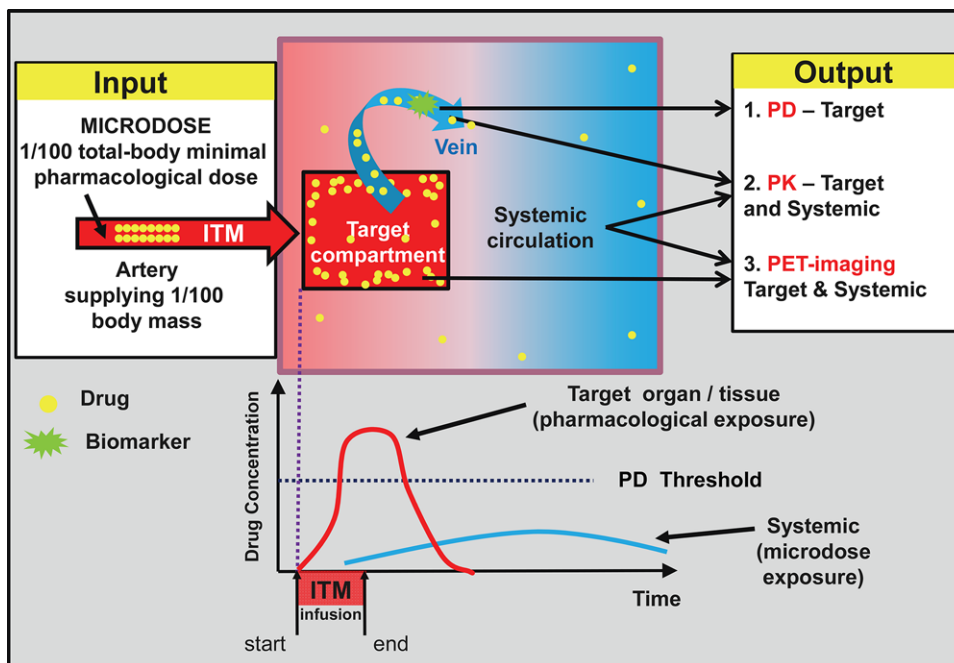 Input
MICRODOSE
1/100 total-body minimal
pharmacological dose
ITM
Artery
supplying 1/100
body mass
Vein
Target
compartment
Systemic
circulation
Output
1. PD – Target
2. PK – Target
and Systemic
3. PET-imaging
Target & Systemic
Drug
Biomarker
Drug Concentration
Target organ / tissue
(pharmacological exposure)
PD Threshold
Systemic
(microdose
exposure)
Time
ITM
infusion
start
end